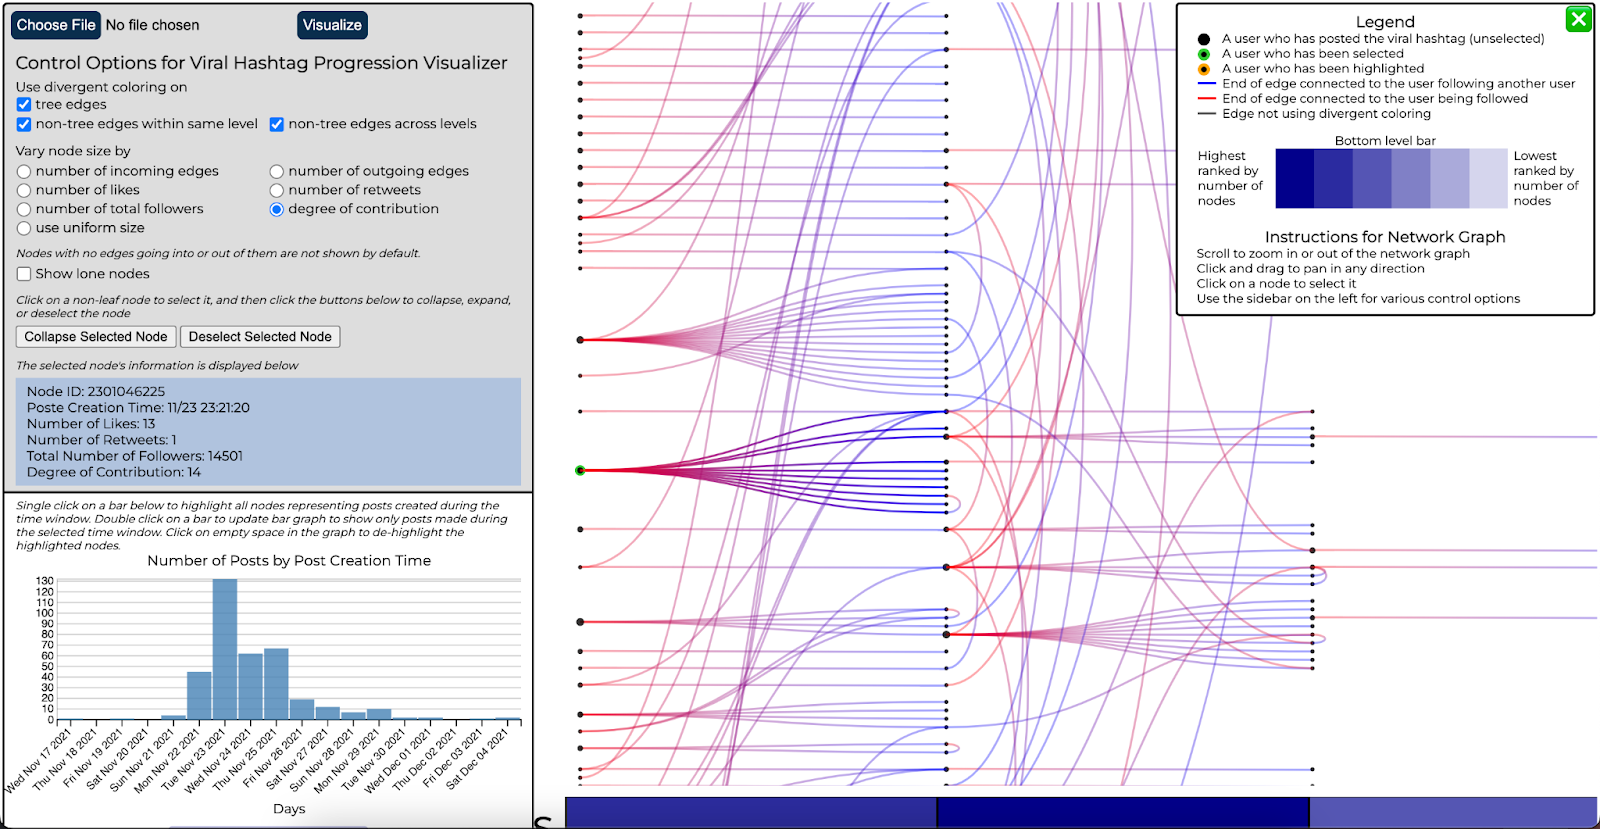 Choose File No file chosen Visualize
Control Options for Viral Hashtag Progression Visualizer
Use divergent coloring on
tree edges
non-tree edges within same level non-tree edges across levels
Vary node size by
number of incoming edges number of outgoing edges
number of likes number of retweets
number of total followers degree of contribution
use uniform size
Nodes with no edges going into or out of them are not shown by default.
Show lone nodes
Click on a non-leaf node to select it, and then click the buttons below to collapse, expand,
or deselect the node
Collapse Selected Node Deselect Selected Node
The selected node's information is displayed below
Node ID: 2301046225
Poste Creation Time: 11/23 23:21:20
Number of Likes: 13
Number of Retweets: 1
Total Number of Followers: 14501
Degree of Contribution: 14
Single click on a bar below to highlight all nodes representing posts created during the
time window. Double click on a bar to update bar graph to show only posts made during
the selected time window. Click on empty space in the graph to de-highlight the
highlighted nodes.
Number of Posts by Post Creation Time
130
120
110
100
90
80
70
60
50
40
30
20
10
0
Wed Nov 17 2021
Thu Nov 18 2021
Fri Nov 19 2021
Sat Nov 20 2021
Sun Nov 21 2021
Mon Nov 22 2021
Tue Nov 23 2021
Wed Nov 24 2021
Thu Nov 25 2021
Fri Nov 26 2021
Sat Nov 27 2021
Sun Nov 28 2021
Mon Nov 29 2021
Tue Nov 30 2021
Wed Dec 01 2021
Thu Dec 02 2021
Fri Dec 03 2021
Sat Dec 04 2021
Days
Legend
A user who has posted the viral hashtag (unselected)
A user who has been selected
A user who has been highlighted
End of edge connected to the user following another user
End of edge connected to the user being followed
Edge not using divergent coloring
Bottom level bar
Highest
ranked by
number of
nodes
Lowest
ranked by
number of
nodes
Instructions for Network Graph
Scroll to zoom in or out of the network graph
Click and drag to pan in any direction
Click on a node to select it
Use the sidebar on the left for various control options